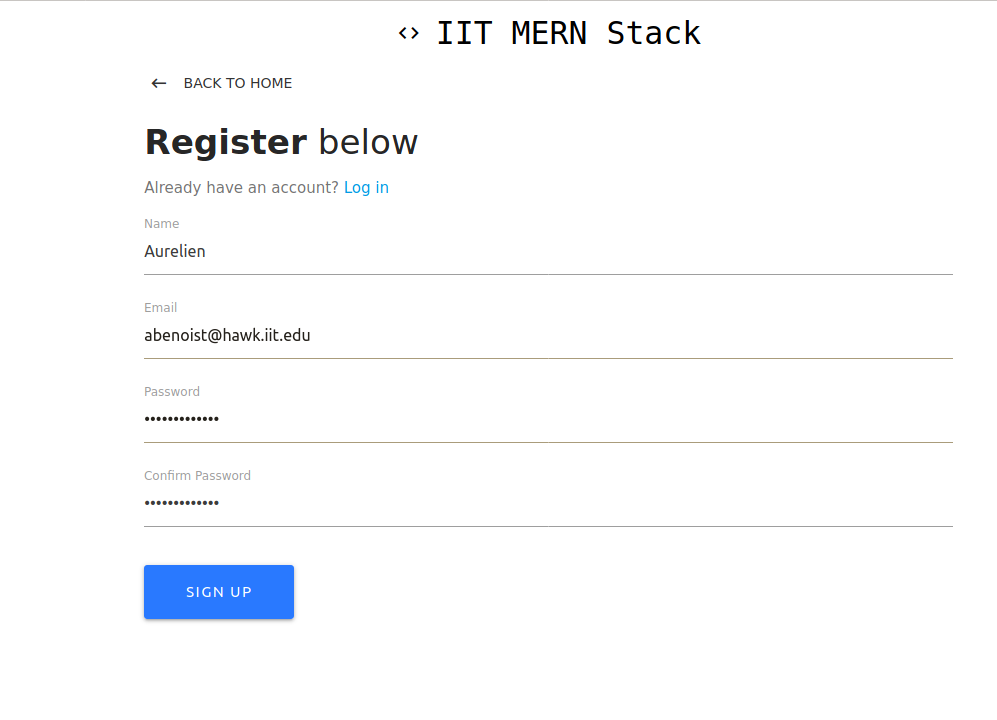 <> IIT MERN Stack
← BACK TO HOME
Register below
Already have an account? Log in
Name
Aurelien
Email
abenoist@hawk.iit.edu
Password
•••••••••••••
Confirm Password
•••••••••••••
SIGN UP